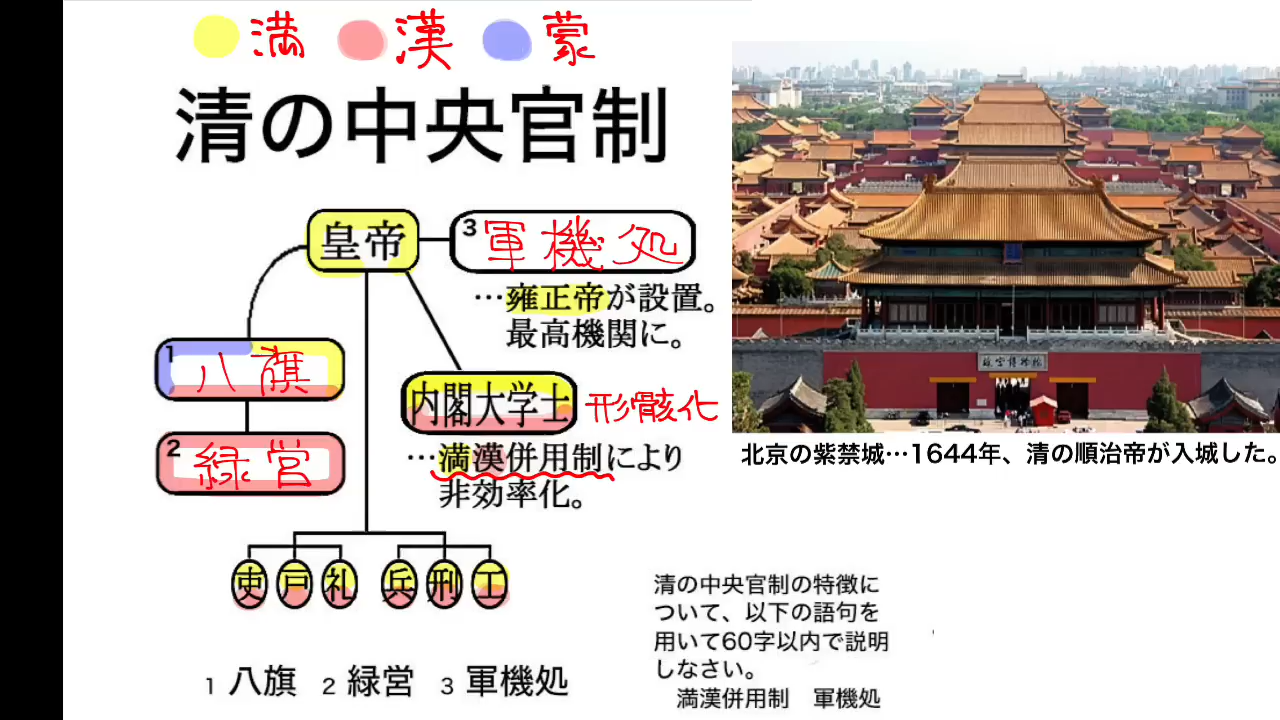 満 漢 蒙
清の中央官制
皇帝
3 軍機処
…雍正帝が設置。
最高機関に。
1 八旗
内閣大学士 形骸化
2 緑営
…満漢併用制により
非効率化。
吏 戸 礼 兵 刑 工
1 八旗 2 緑営 3 軍機処
故宮博物院
北京の紫禁城…1644年、清の順治帝が入城した。
清の中央官制の特徴に
ついて、以下の語句を
用いて60字以内で説明
しなさい。
満漢併用制 軍機処